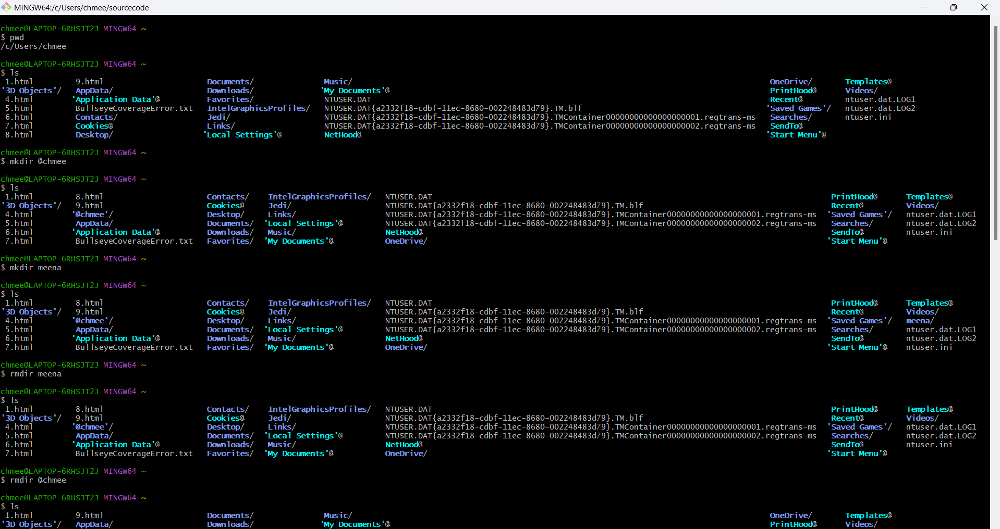 MINGW64:/c/Users/chmee/sourcecode
chmee@LAPTOP-6RHSJT2J MINGW64 ~
$ pwd
/c/Users/chmee
chmee@LAPTOP-6RHSJT2J MINGW64 ~
$ ls
1.html 9.html Documents/ Music/ OneDrive/ Templates@
'3D Objects'/ AppData/ Downloads/ 'My Documents'@ PrintHood@ Videos/
4.html 'Application Data'@ Favorites/ NTUSER.DAT Recent@ ntuser.dat.LOG1
5.html BullseyeCoverageError.txt IntelGraphicsProfiles/ NTUSER.DAT{a2332f18-cdbf-11ec-8680-002248483d79}.TM.blf 'Saved Games'/ ntuser.dat.LOG2
6.html Contacts/ Jedi/ NTUSER.DAT{a2332f18-cdbf-11ec-8680-002248483d79}.TMContainer00000000000000000001.regtrans-ms Searches/ ntuser.ini
7.html Cookies@ Links/ NTUSER.DAT{a2332f18-cdbf-11ec-8680-002248483d79}.TMContainer00000000000000000002.regtrans-ms SendTo@
8.html Desktop/ 'Local Settings'@ NetHood@ 'Start Menu'@
chmee@LAPTOP-6RHSJT2J MINGW64 ~
$ mkdir @chmee
chmee@LAPTOP-6RHSJT2J MINGW64 ~
$ ls
1.html 8.html Contacts/ IntelGraphicsProfiles/ NTUSER.DAT PrintHood@ Templates@
'3D Objects'/ 9.html Cookies@ Jedi/ NTUSER.DAT{a2332f18-cdbf-11ec-8680-002248483d79}.TM.blf Recent@ Videos/
4.html '@chmee'/ Desktop/ Links/ NTUSER.DAT{a2332f18-cdbf-11ec-8680-002248483d79}.TMContainer00000000000000000001.regtrans-ms 'Saved Games'/ ntuser.dat.LOG1
5.html AppData/ Documents/ 'Local Settings'@ NTUSER.DAT{a2332f18-cdbf-11ec-8680-002248483d79}.TMContainer00000000000000000002.regtrans-ms Searches/ ntuser.dat.LOG2
6.html 'Application Data'@ Downloads/ Music/ NetHood@ SendTo@ ntuser.ini
7.html BullseyeCoverageError.txt Favorites/ 'My Documents'@ OneDrive/ 'Start Menu'@
chmee@LAPTOP-6RHSJT2J MINGW64 ~
$ mkdir meena
chmee@LAPTOP-6RHSJT2J MINGW64 ~
$ ls
1.html 8.html Contacts/ IntelGraphicsProfiles/ NTUSER.DAT PrintHood@ Templates@
'3D Objects'/ 9.html Cookies@ Jedi/ NTUSER.DAT{a2332f18-cdbf-11ec-8680-002248483d79}.TM.blf Recent@ Videos/
4.html '@chmee'/ Desktop/ Links/ NTUSER.DAT{a2332f18-cdbf-11ec-8680-002248483d79}.TMContainer00000000000000000001.regtrans-ms 'Saved Games'/ meena/
5.html AppData/ Documents/ 'Local Settings'@ NTUSER.DAT{a2332f18-cdbf-11ec-8680-002248483d79}.TMContainer00000000000000000002.regtrans-ms Searches/ ntuser.dat.LOG1
6.html 'Application Data'@ Downloads/ Music/ NetHood@ SendTo@ ntuser.dat.LOG2
7.html BullseyeCoverageError.txt Favorites/ 'My Documents'@ OneDrive/ 'Start Menu'@ ntuser.ini
chmee@LAPTOP-6RHSJT2J MINGW64 ~
$ rmdir meena
chmee@LAPTOP-6RHSJT2J MINGW64 ~
$ ls
1.html 8.html Contacts/ IntelGraphicsProfiles/ NTUSER.DAT PrintHood@ Templates@
'3D Objects'/ 9.html Cookies@ Jedi/ NTUSER.DAT{a2332f18-cdbf-11ec-8680-002248483d79}.TM.blf Recent@ Videos/
4.html '@chmee'/ Desktop/ Links/ NTUSER.DAT{a2332f18-cdbf-11ec-8680-002248483d79}.TMContainer00000000000000000001.regtrans-ms 'Saved Games'/ ntuser.dat.LOG1
5.html AppData/ Documents/ 'Local Settings'@ NTUSER.DAT{a2332f18-cdbf-11ec-8680-002248483d79}.TMContainer00000000000000000002.regtrans-ms Searches/ ntuser.dat.LOG2
6.html 'Application Data'@ Downloads/ Music/ NetHood@ SendTo@ ntuser.ini
7.html BullseyeCoverageError.txt Favorites/ 'My Documents'@ OneDrive/ 'Start Menu'@
chmee@LAPTOP-6RHSJT2J MINGW64 ~
$ rmdir @chmee
chmee@LAPTOP-6RHSJT2J MINGW64 ~
$ ls
1.html 9.html Documents/ Music/ OneDrive/ Templates@
'3D Objects'/ AppData/ Downloads/ 'My Documents'@ PrintHood@ Videos/